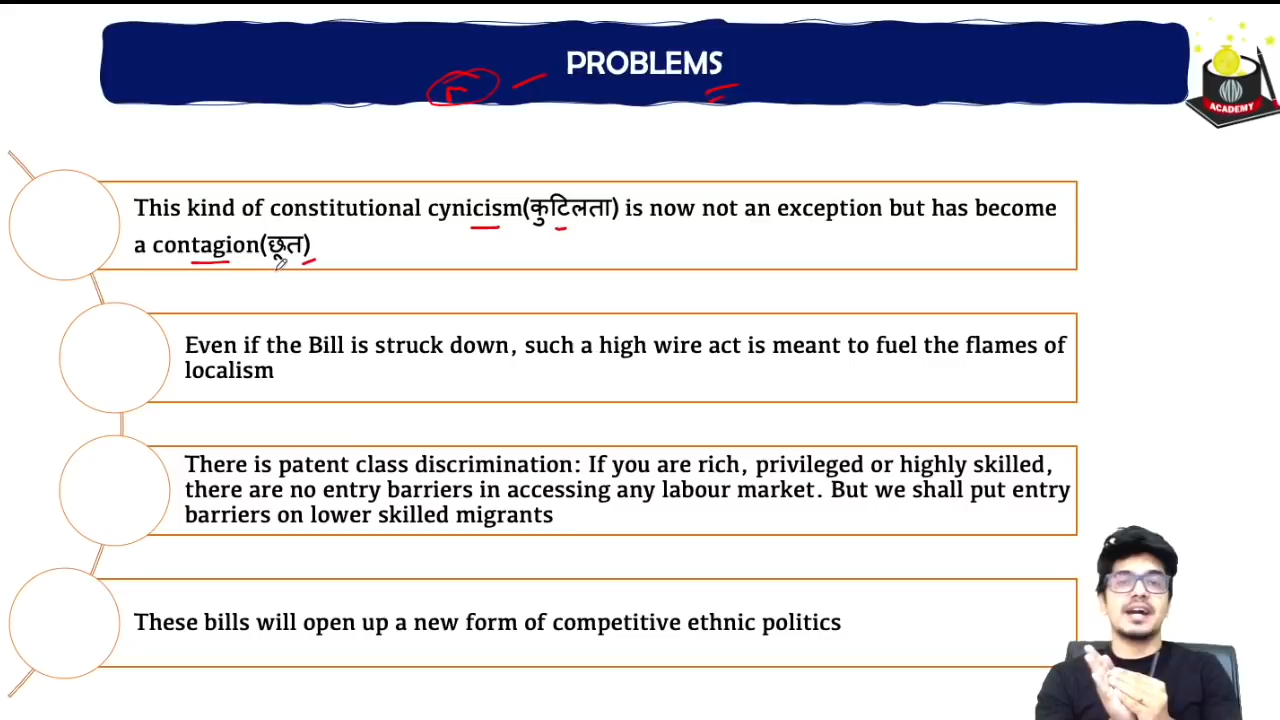 PROBLEMS
ACADEMY
This kind of constitutional cynicism(कुटिलता) is now not an exception but has become
a contagion(छूत)
Even if the Bill is struck down, such a high wire act is meant to fuel the flames of
localism
There is patent class discrimination: If you are rich, privileged or highly skilled,
there are no entry barriers in accessing any labour market. But we shall put entry
barriers on lower skilled migrants
These bills will open up a new form of competitive ethnic politics